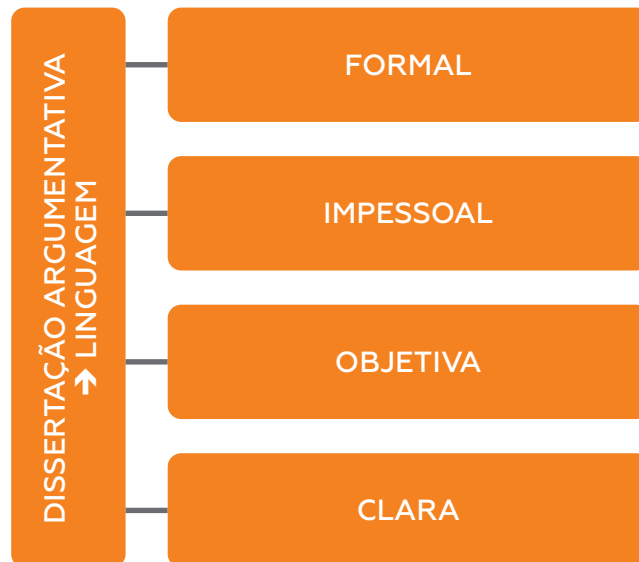 DISSERTAÇÃO ARGUMENTATIVA
➔ LINGUAGEM
FORMAL
IMPESSOAL
OBJETIVA
CLARA